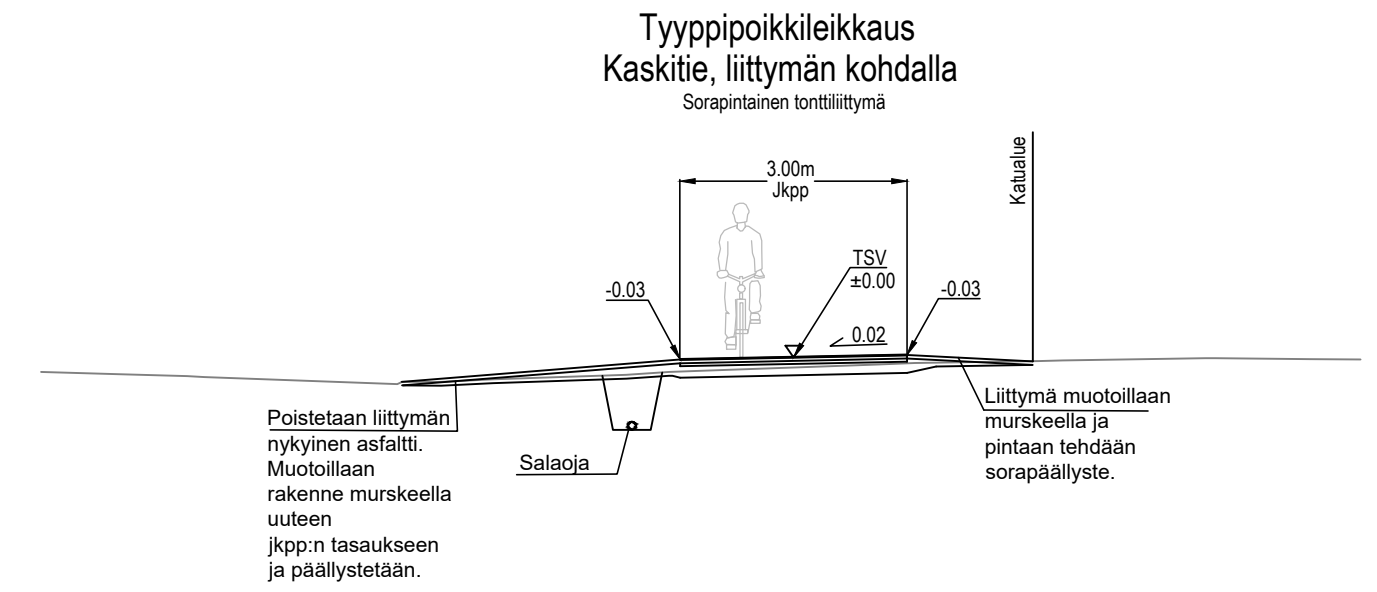 Tyyppipoikkileikkaus
Kaskitie, liittymän kohdalla
Sorapintainen tonttiliittymä
Katualue
3.00m
Jkpp
TSV
±0.00
-0.03
-0.03
0.02
Poistetaan liittymän
nykyinen asfaltti.
Muotoillaan
rakenne murskeella
uuteen
jkpp:n tasaukseen
ja päällystetään.
Salaoja
Liittymä muotoillaan
murskeella ja
pintaan tehdään
sorapäällyste.